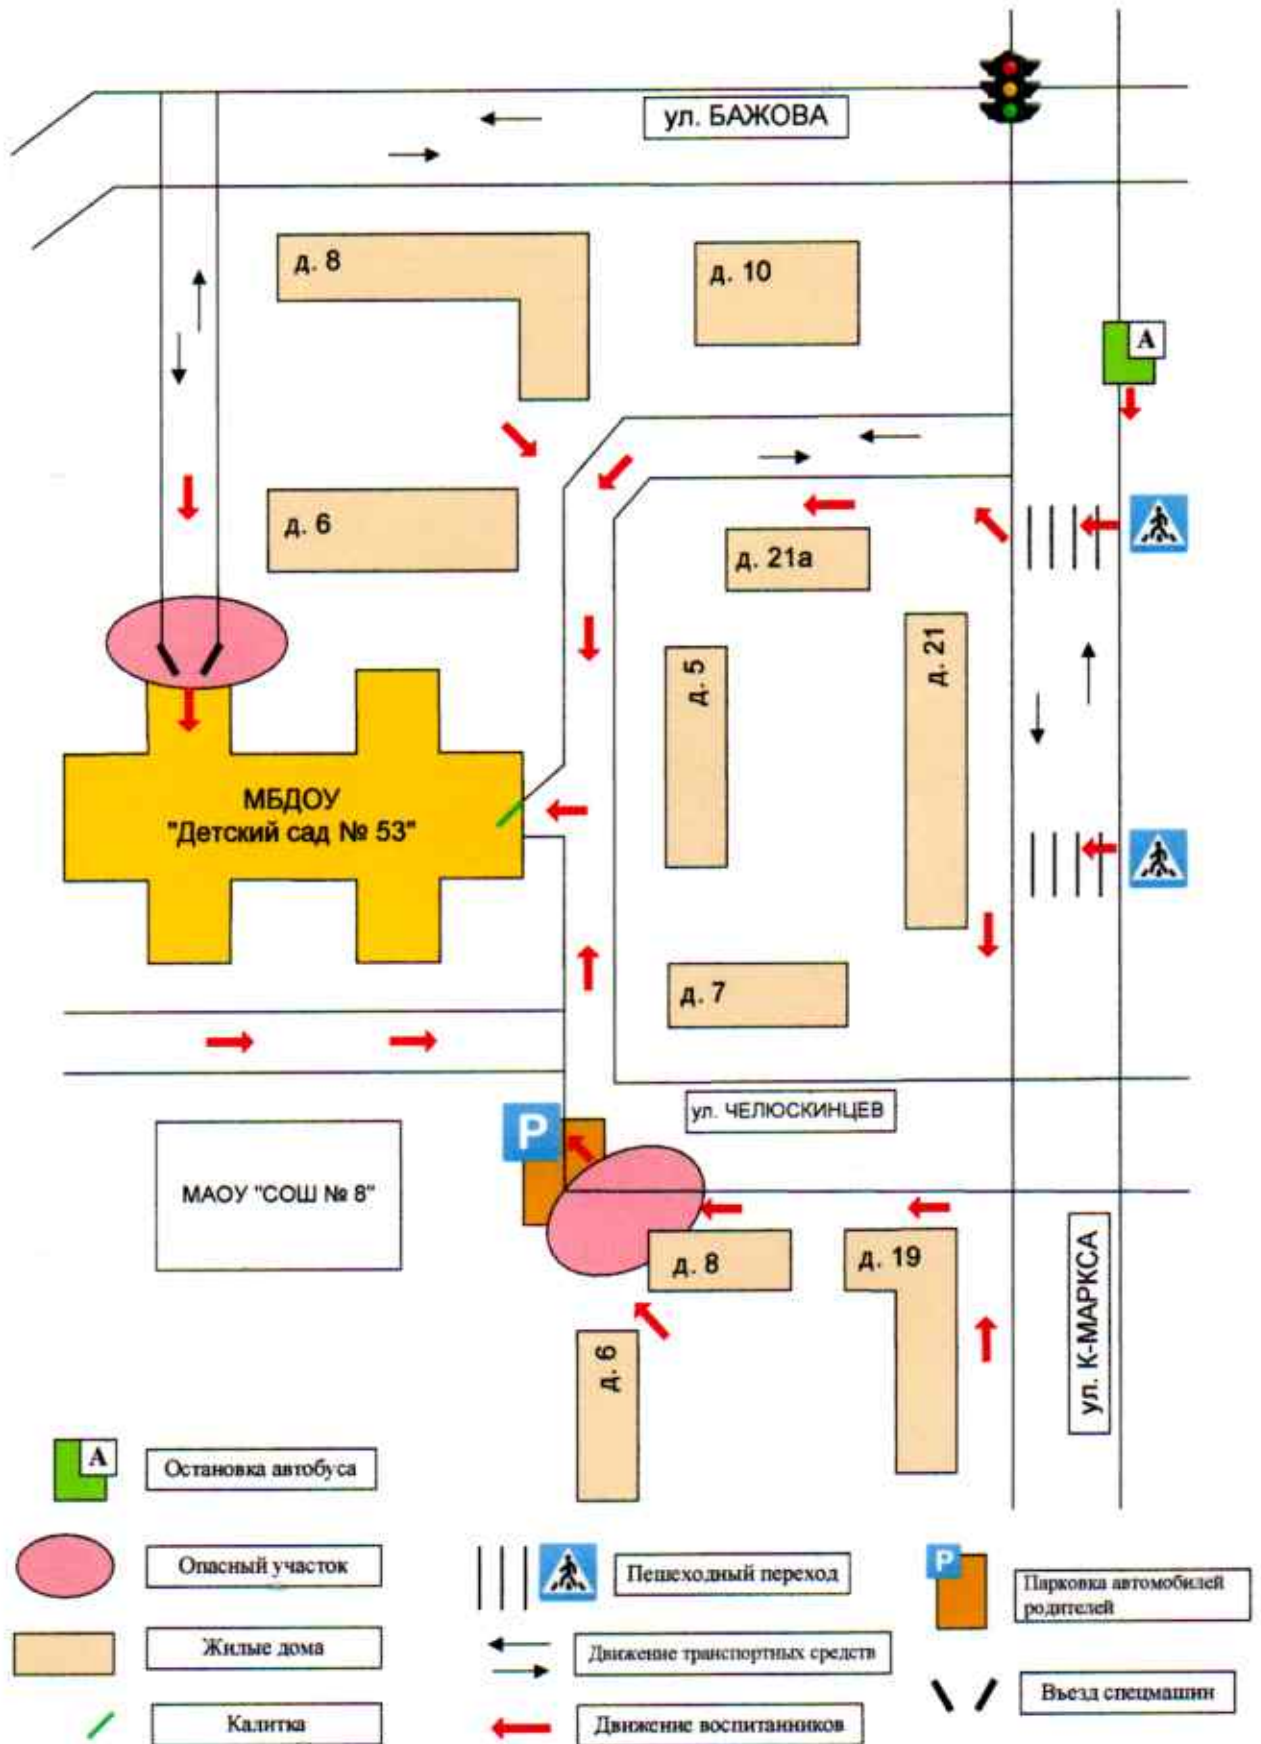 ул. БАЖОВА
д. 8
д. 10
А
д. 6
д. 21а
д. 5
д. 21
МБДОУ
"Детский сад № 53"
д. 7
ул. ЧЕЛЮСКИНЦЕВ
P
МАОУ "СОШ № 8"
д. 8
д. 19
ул. К-МАРКСА
д. 6
А
Остановка автобуса
Опасный участок
Пешеходный переход
P
Парковка автомобилей
родителей
Жилые дома
Движение транспортных средств
Въезд спецмашин
Калитка
Движение воспитанников